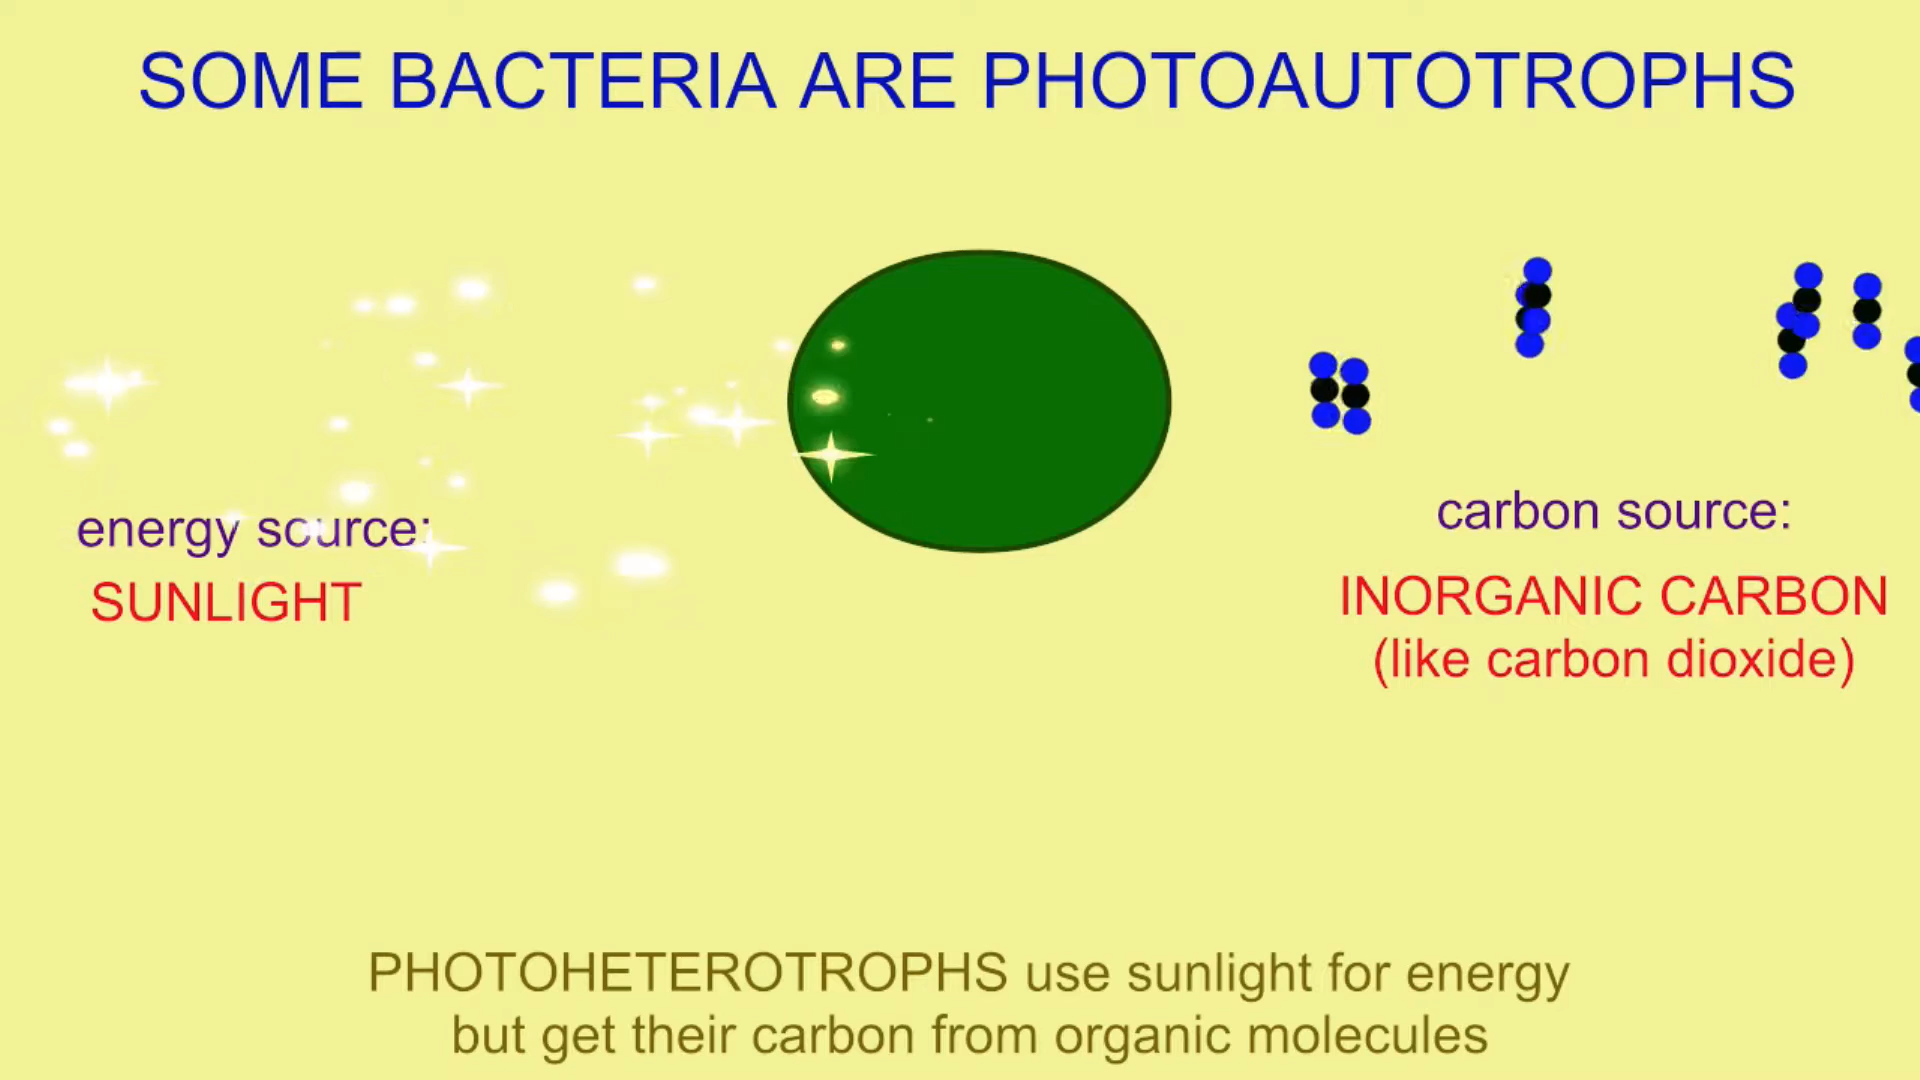 SOME BACTERIA ARE PHOTOAUTOTROPHS
energy source:
SUNLIGHT
carbon source:
INORGANIC CARBON
(like carbon dioxide)
PHOTOHETEROTROPHS use sunlight for energy
but get their carbon from organic molecules